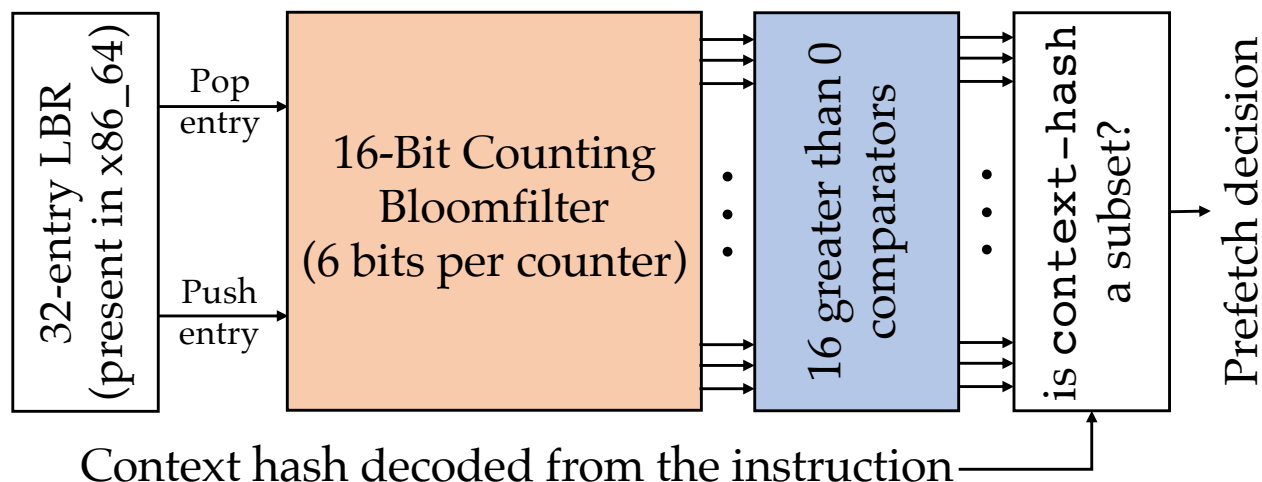 32-entry LBR
(present in x86_64)
Pop
entry
Push
entry
16-Bit Counting
Bloomfilter
(6 bits per counter)
16 greater than 0
comparators
is context-hash
a subset?
Prefetch decision
Context hash decoded from the instruction